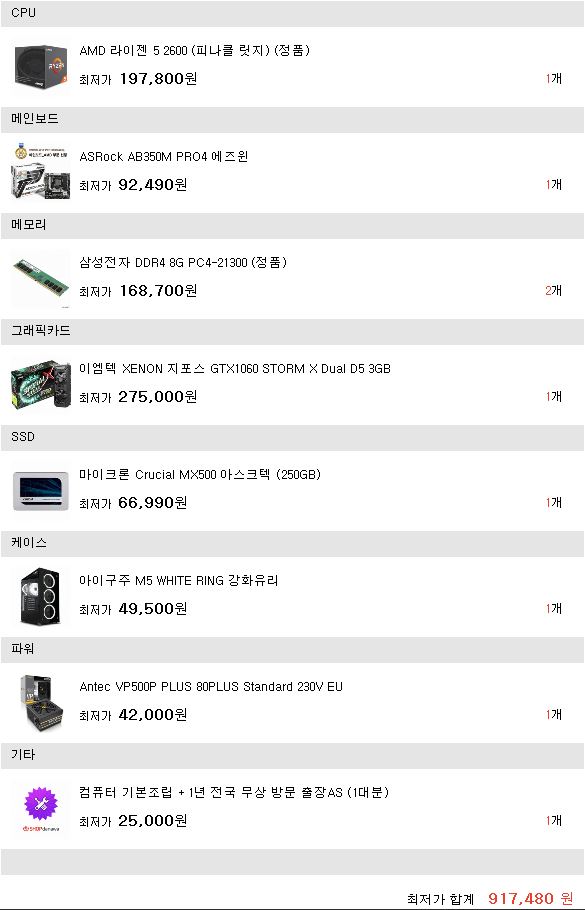 CPU
AMD 라이젠 5 2600 (피나클 릿지) (정품)
최저가 197,800원
1개
메인보드
ASRock AB350M PRO4 에즈윈
최저가 92,490원
1개
메모리
삼성전자 DDR4 8G PC4-21300 (정품)
최저가 168,700원
2개
그래픽카드
이엠텍 XENON 지포스 GTX1060 STORM X Dual D5 3GB
최저가 275,000원
1개
SSD
마이크론 Crucial MX500 아스크텍 (250GB)
최저가 66,990원
1개
케이스
아이구주 M5 WHITE RING 강화유리
최저가 49,500원
1개
파워
Antec VP500P PLUS 80PLUS Standard 230V EU
최저가 42,000원
1개
기타
컴퓨터 기본조립 + 1년 전국 무상 방문 출장AS (1대분)
최저가 25,000원
1개
SHOPdanawa
최저가 합계 917,480 원